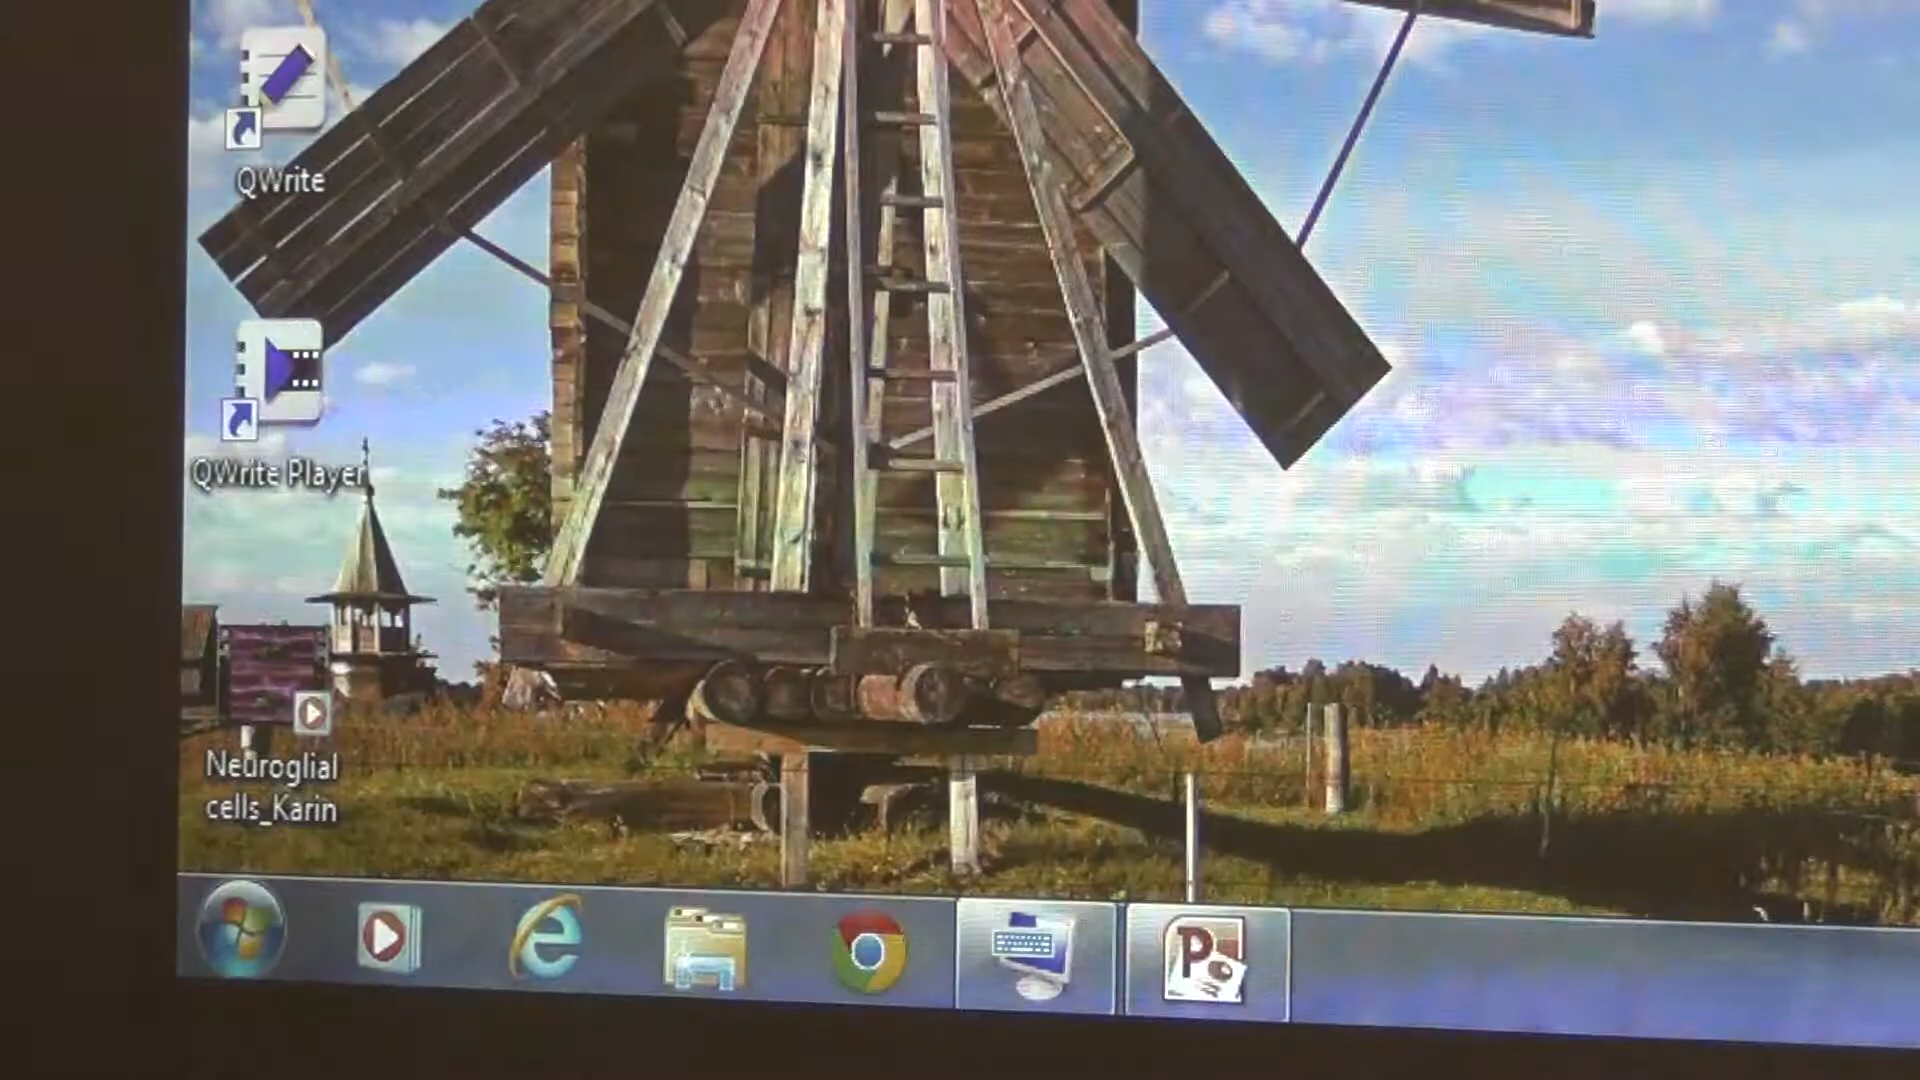 QWrite
QWrite Player
Neuroglial
cells_Karin
P